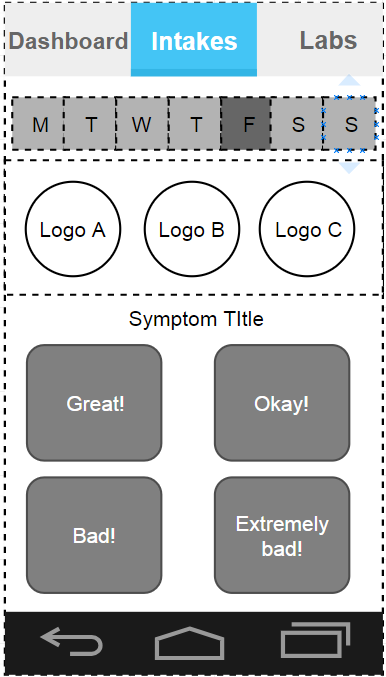 Dashboard Intakes Labs
M T W T F S S
Logo A Logo B Logo C
Symptom TItle
Great! Okay!
Bad! Extremely
bad!